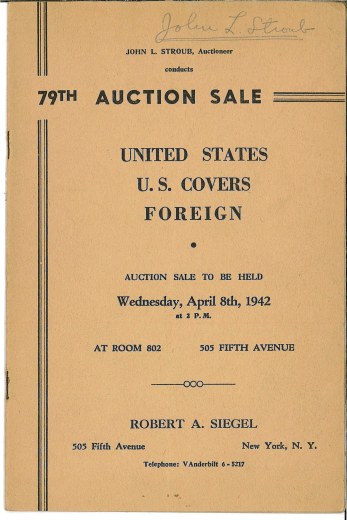 John L. Stroub
JOHN L. STROUB, Auctioneer
conducts
79TH AUCTION SALE
UNITED STATES
U. S. COVERS
FOREIGN
AUCTION SALE TO BE HELD
Wednesday, April 8th, 1942
at 2 P. M.
AT ROOM 802 505 FIFTH AVENUE
ROBERT A. SIEGEL
505 Fifth Avenue New York, N. Y.
Telephone: VAnderbilt 6 - 5217